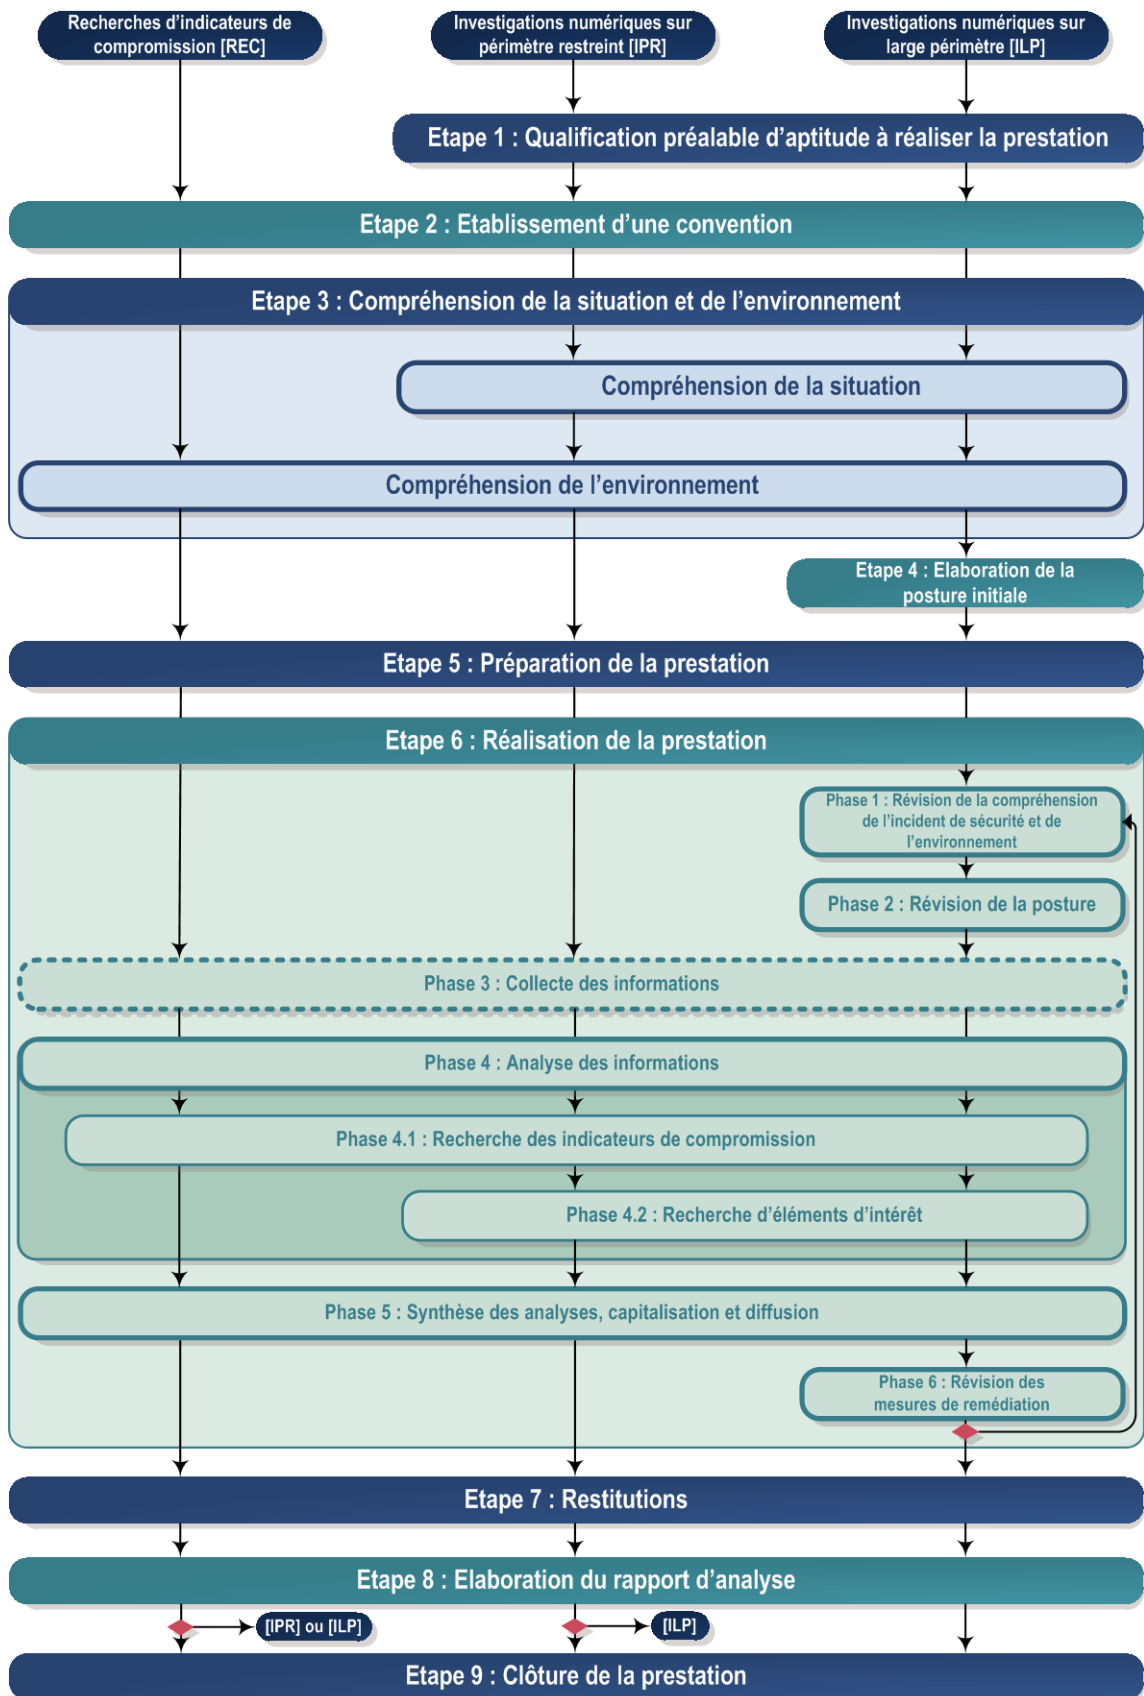 Recherches d’indicateurs de
compromission [REC]
Investigations numériques sur
périmètre restreint [IPR]
Investigations numériques sur
large périmètre [ILP]
Etape 1 : Qualification préalable d’aptitude à réaliser la prestation
Etape 2 : Etablissement d’une convention
Etape 3 : Compréhension de la situation et de l’environnement
Compréhension de la situation
Compréhension de l’environnement
Etape 4 : Elaboration de la
posture initiale
Etape 5 : Préparation de la prestation
Etape 6 : Réalisation de la prestation
Phase 1 : Révision de la compréhension
de l’incident de sécurité et de
l’environnement
Phase 2 : Révision de la posture
Phase 3 : Collecte des informations
Phase 4 : Analyse des informations
Phase 4.1 : Recherche des indicateurs de compromission
Phase 4.2 : Recherche d’éléments d’intérêt
Phase 5 : Synthèse des analyses, capitalisation et diffusion
Phase 6 : Révision des
mesures de remédiation
Etape 7 : Restitutions
Etape 8 : Elaboration du rapport d’analyse
[IPR] ou [ILP]
[ILP]
Etape 9 : Clôture de la prestation